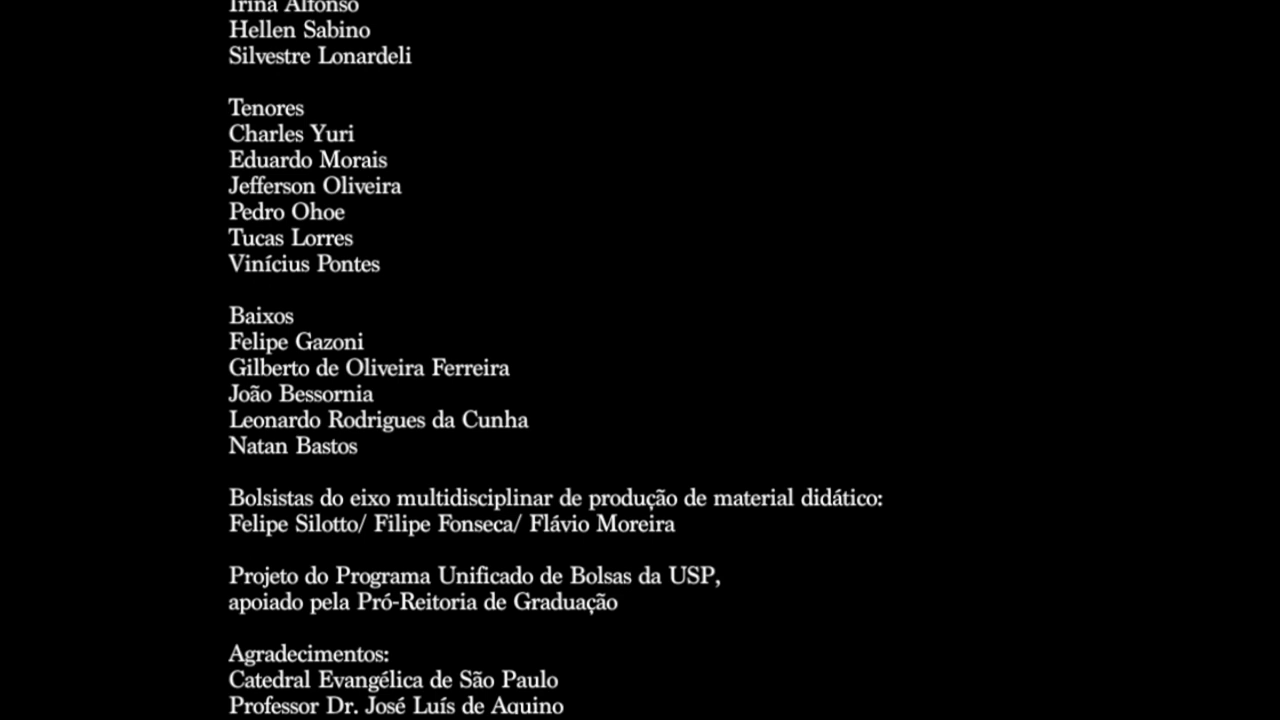 Irina Alfonso
Hellen Sabino
Silvestre Lonardeli
Tenores
Charles Yuri
Eduardo Morais
Jefferson Oliveira
Pedro Ohoe
Tucas Lorres
Vinícius Pontes
Baixos
Felipe Gazoni
Gilberto de Oliveira Ferreira
João Bessornia
Leonardo Rodrigues da Cunha
Natan Bastos
Bolsistas do eixo multidisciplinar de produção de material didático:
Felipe Silotto/ Filipe Fonseca/ Flávio Moreira
Projeto do Programa Unificado de Bolsas da USP,
apoiado pela Pró-Reitoria de Graduação
Agradecimentos:
Catedral Evangélica de São Paulo
Professor Dr. José Luís de Aquino